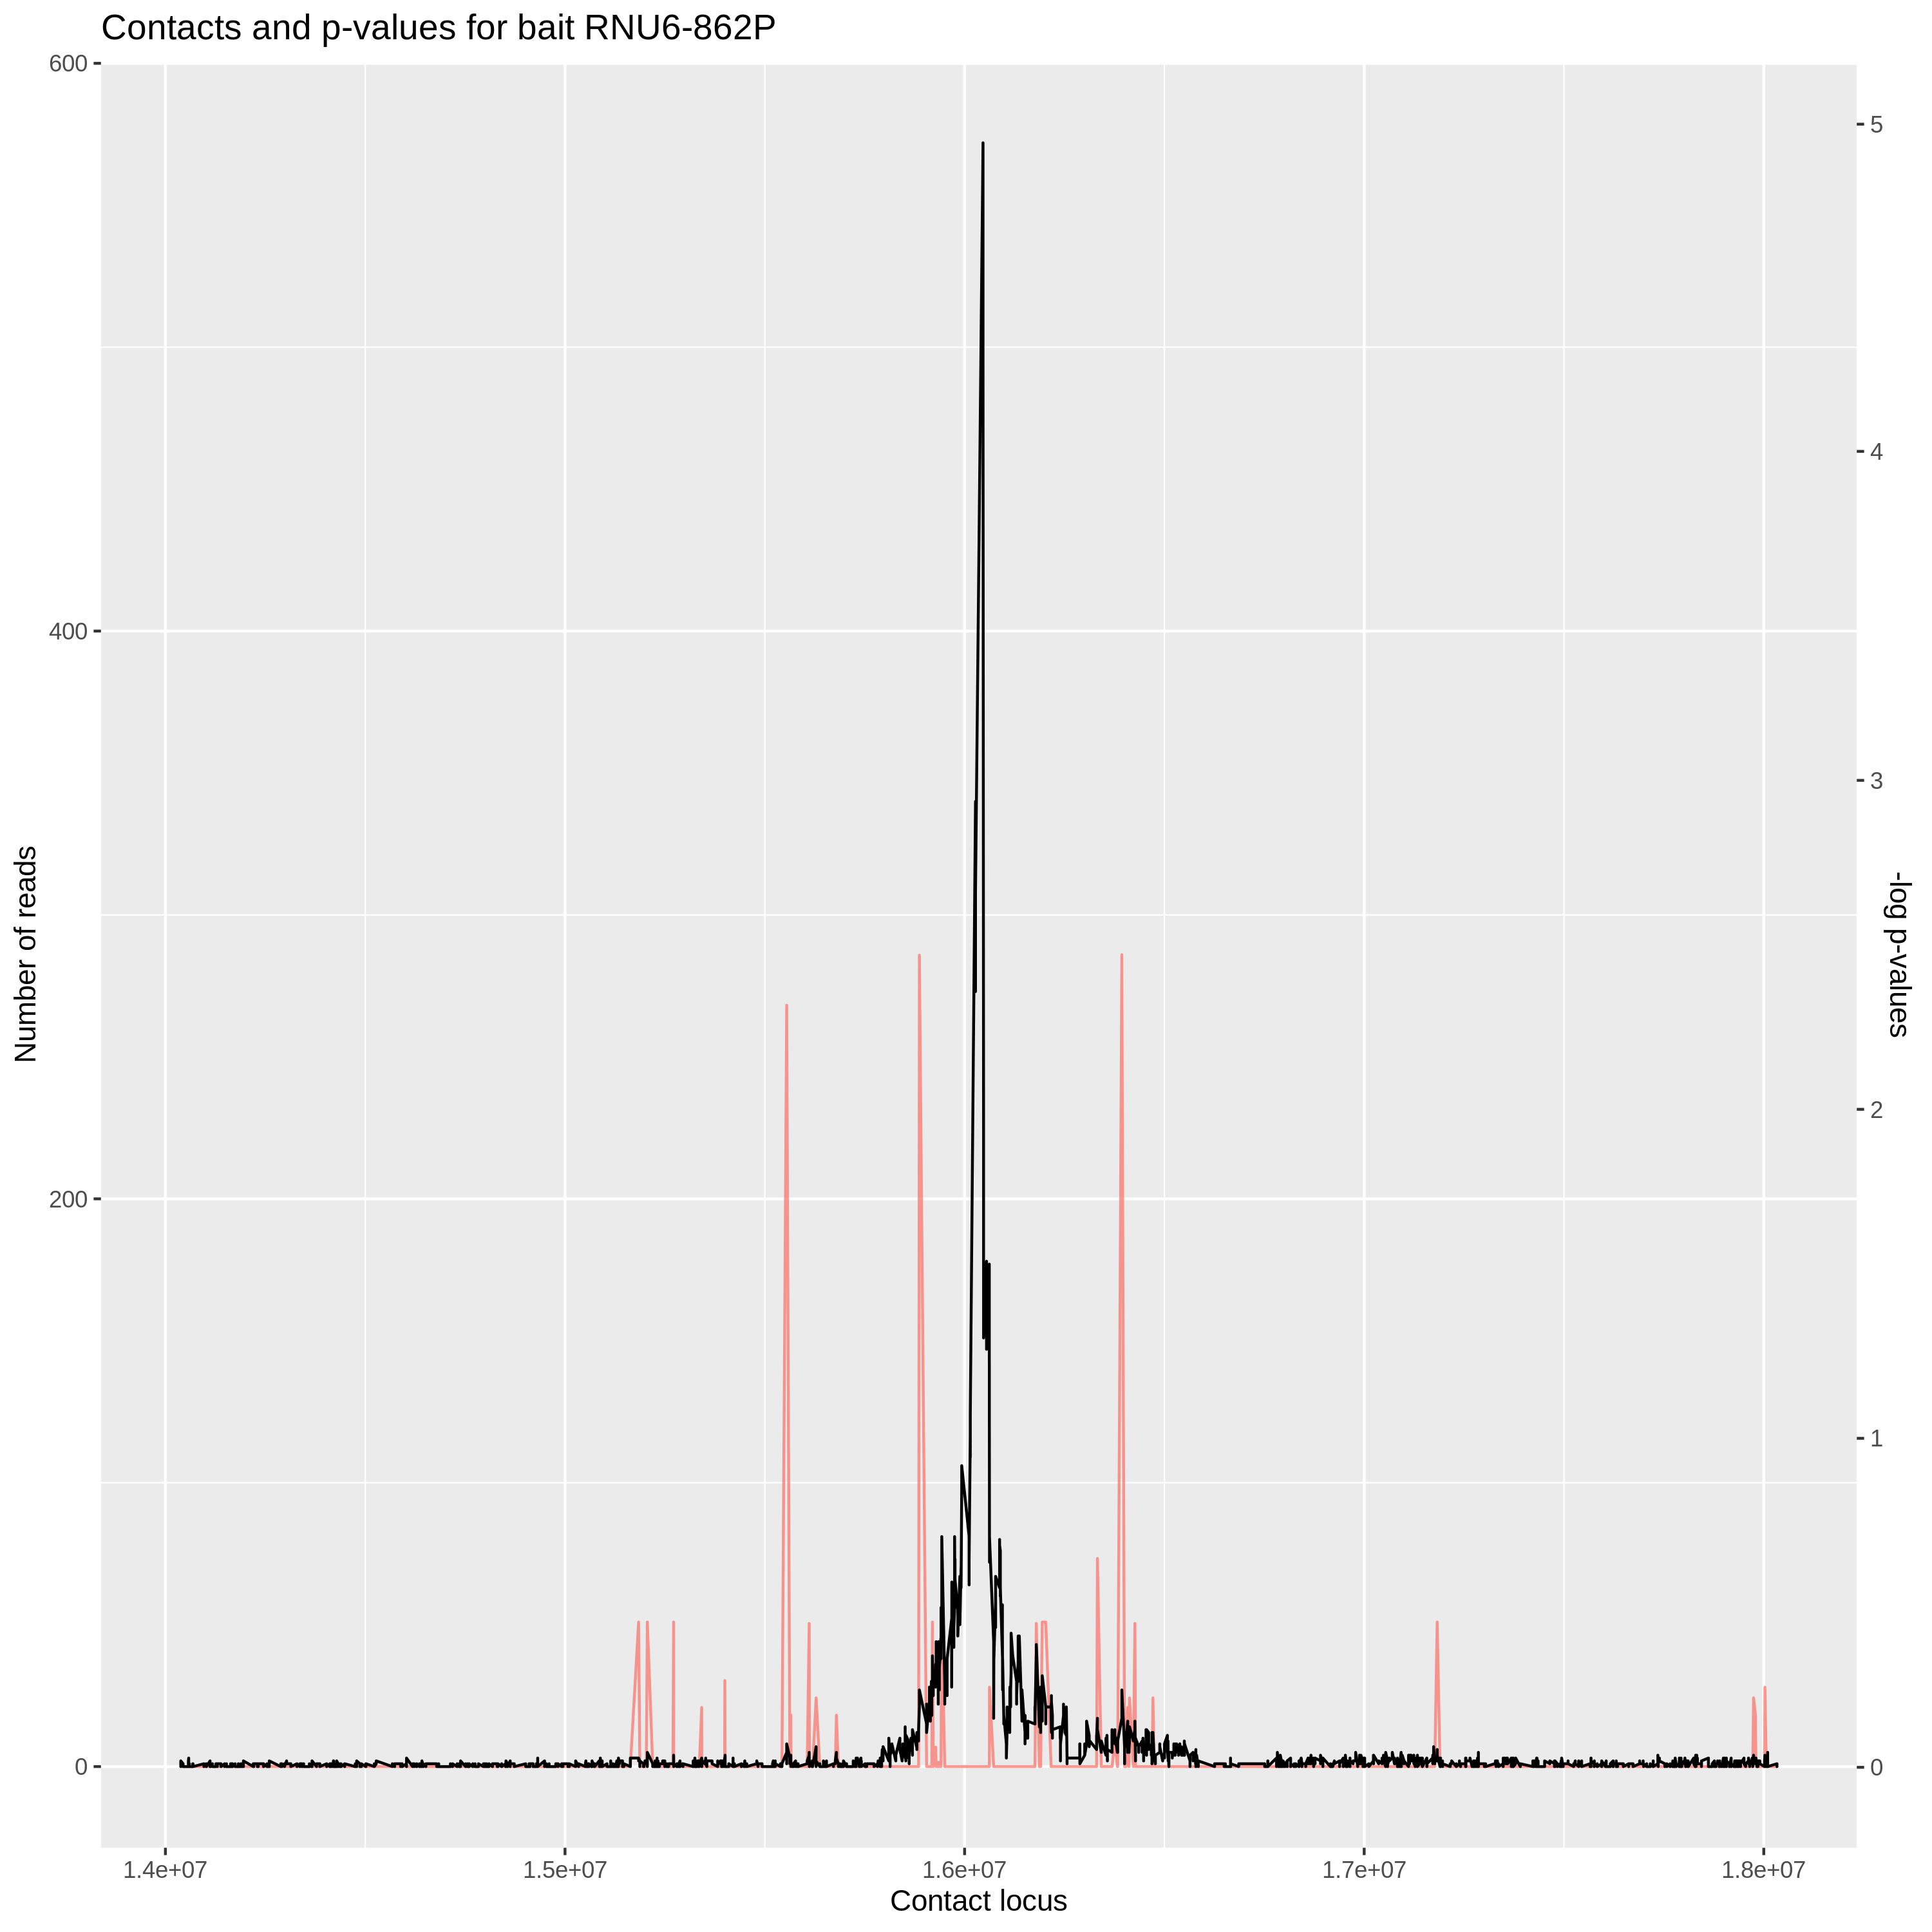 Contacts and p-values for bait RNU6-862P
600
400
200
0
Number of reads
5
4
3
2
1
0
-log p-values
1.4e+07 1.5e+07 1.6e+07 1.7e+07 1.8e+07
Contact locus